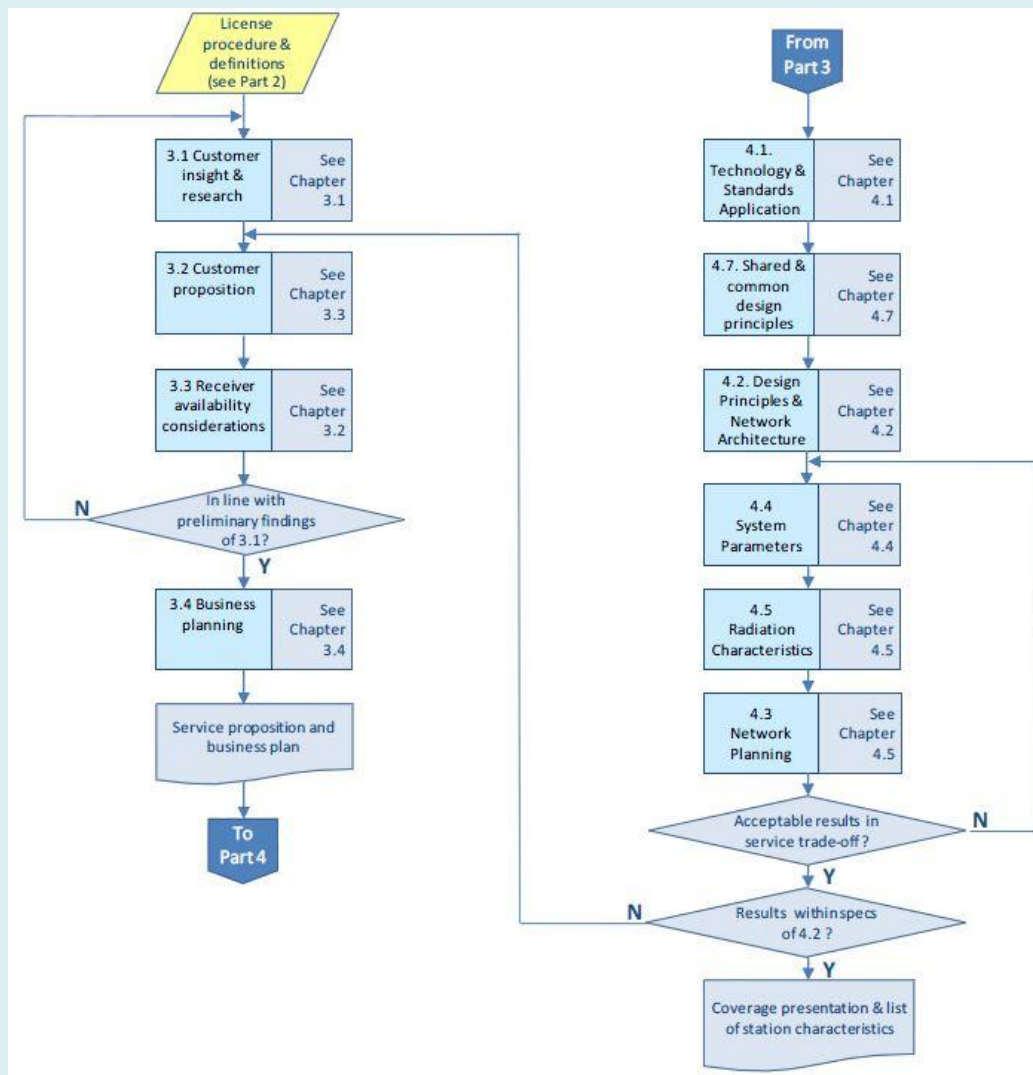 License
procedure &
definitions
(see Part 2)
3.1 Customer
insight &
research
See
Chapter
3.1
3.2 Customer
proposition
See
Chapter
3.3
3.3 Receiver
availability
considerations
See
Chapter
3.2
N
In line with
preliminary findings
of 3.1?
Y
3.4 Business
planning
See
Chapter
3.4
Service proposition and
business plan
To
Part 4
From
Part 3
4.1.
Technology &
Standards
Application
See
Chapter
4.1
4.7. Shared &
common
design
principles
See
Chapter
4.7
4.2. Design
Principles &
Network
Architecture
See
Chapter
4.2
4.4
System
Parameters
See
Chapter
4.4
4.5
Radiation
Characteristics
See
Chapter
4.5
4.3
Network
Planning
See
Chapter
4.5
Acceptable results in
service trade-off?
N
Y
N
Results within specs
of 4.2 ?
Y
Coverage presentation & list
of station characteristics